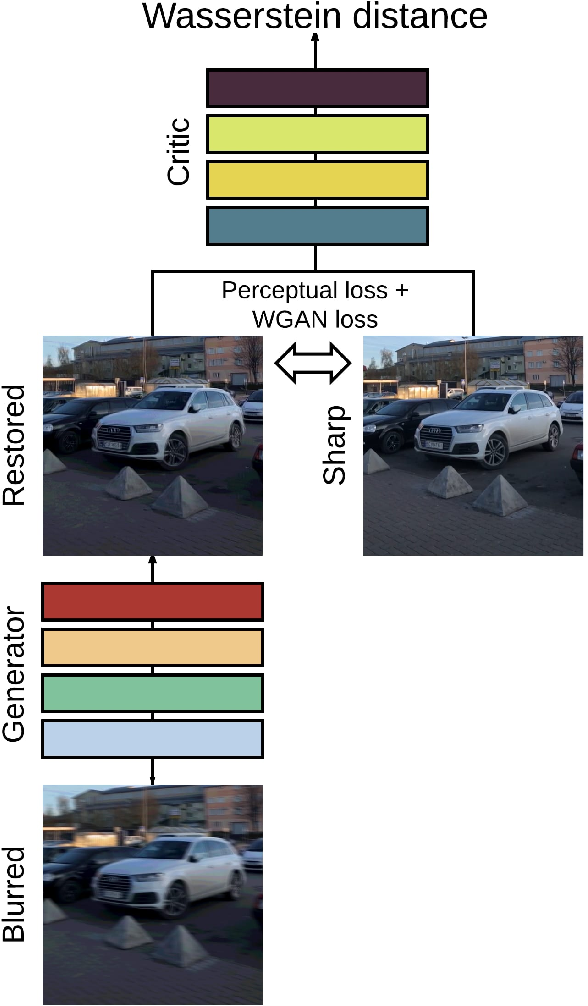 Wasserstein distance
Critic
Perceptual loss +
WGAN loss
Restored
Sharp
Generator
Blurred